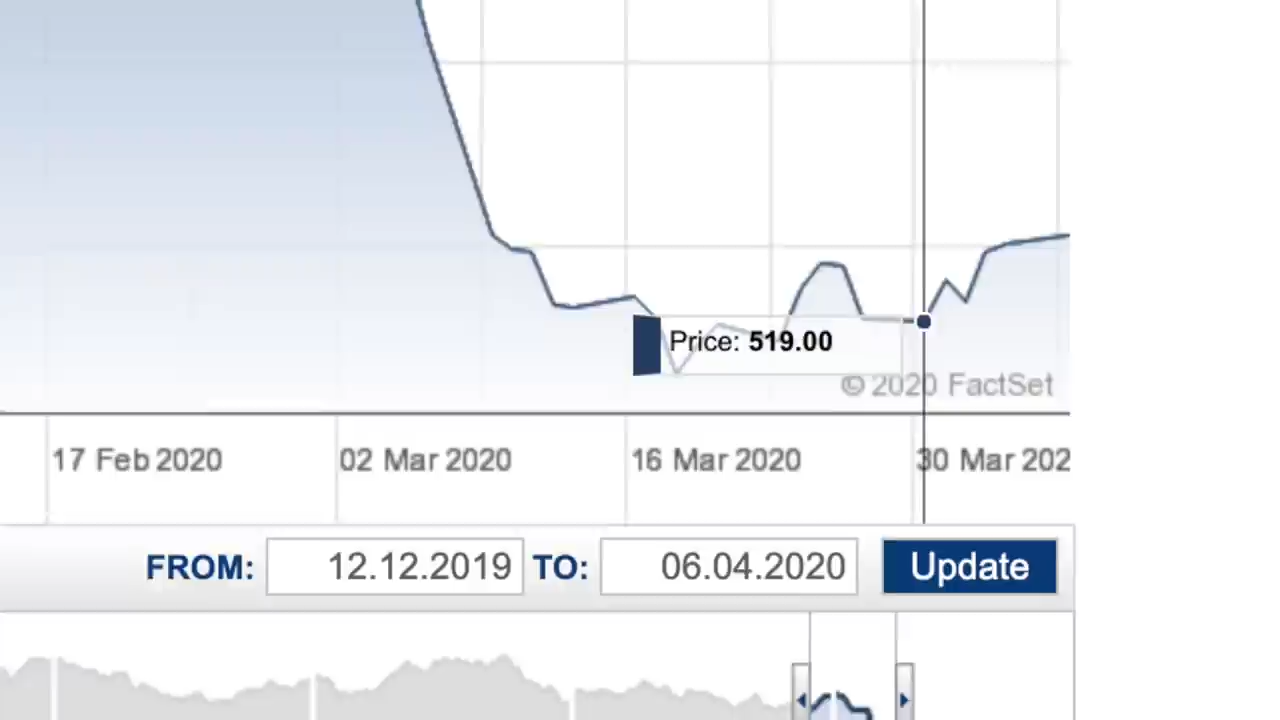 Price: 519.00
© 2020 FactSet
17 Feb 2020 02 Mar 2020 16 Mar 2020 30 Mar 202
FROM: 12.12.2019 TO: 06.04.2020 Update